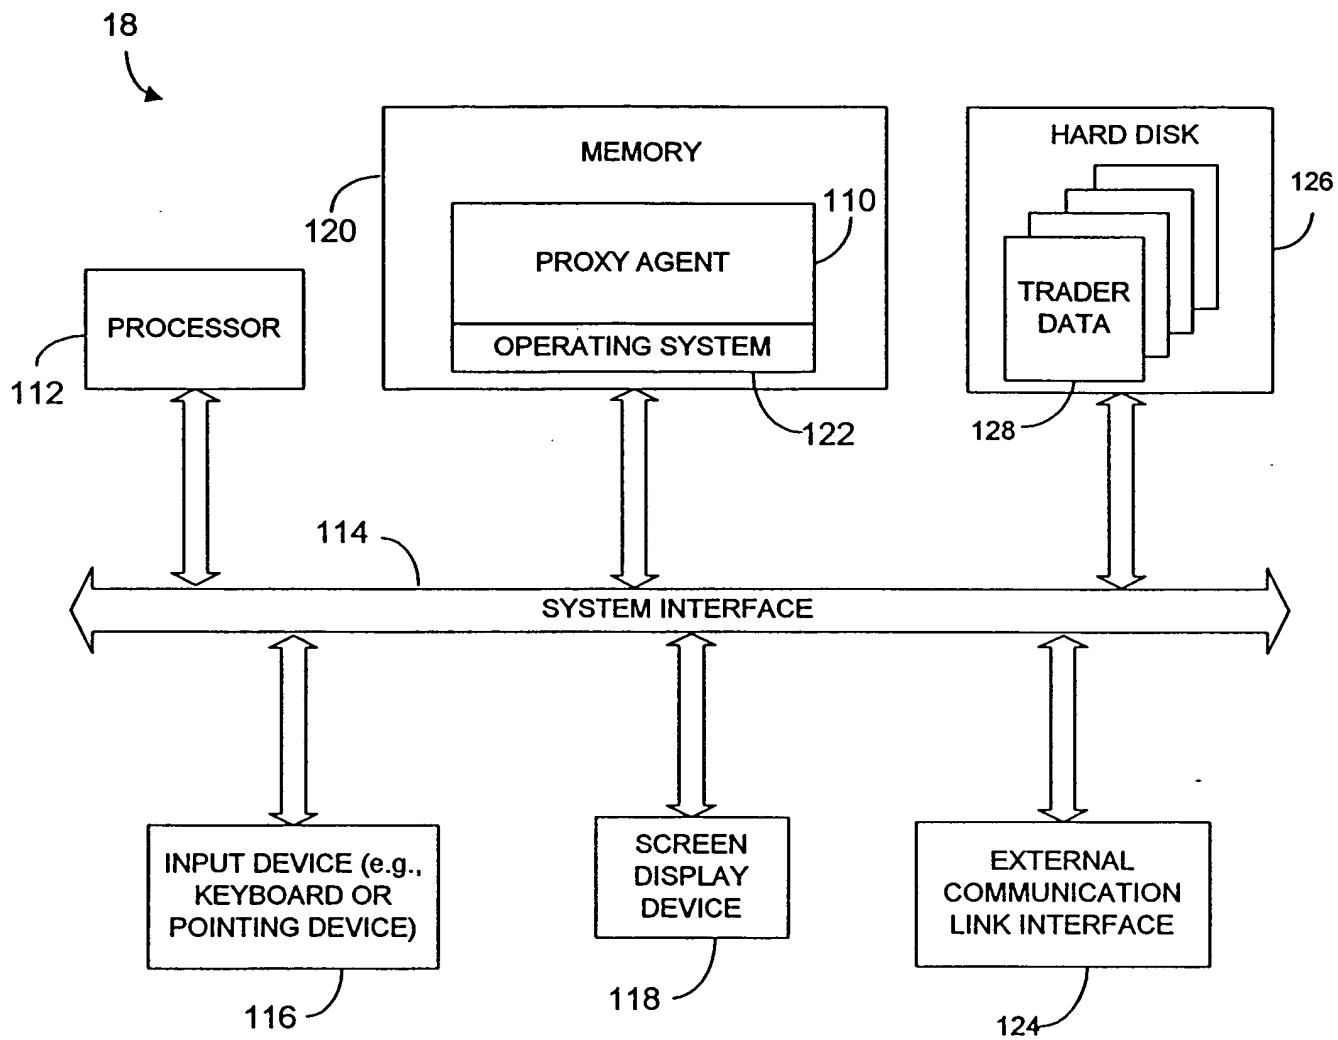 18
MEMORY
HARD DISK
120
110
126
PROXY AGENT
TRADER
DATA
PROCESSOR
OPERATING SYSTEM
112
122
128
114
SYSTEM INTERFACE
INPUT DEVICE (e.g.,
KEYBOARD OR
POINTING DEVICE)
SCREEN
DISPLAY
DEVICE
EXTERNAL
COMMUNICATION
LINK INTERFACE
116
118
124